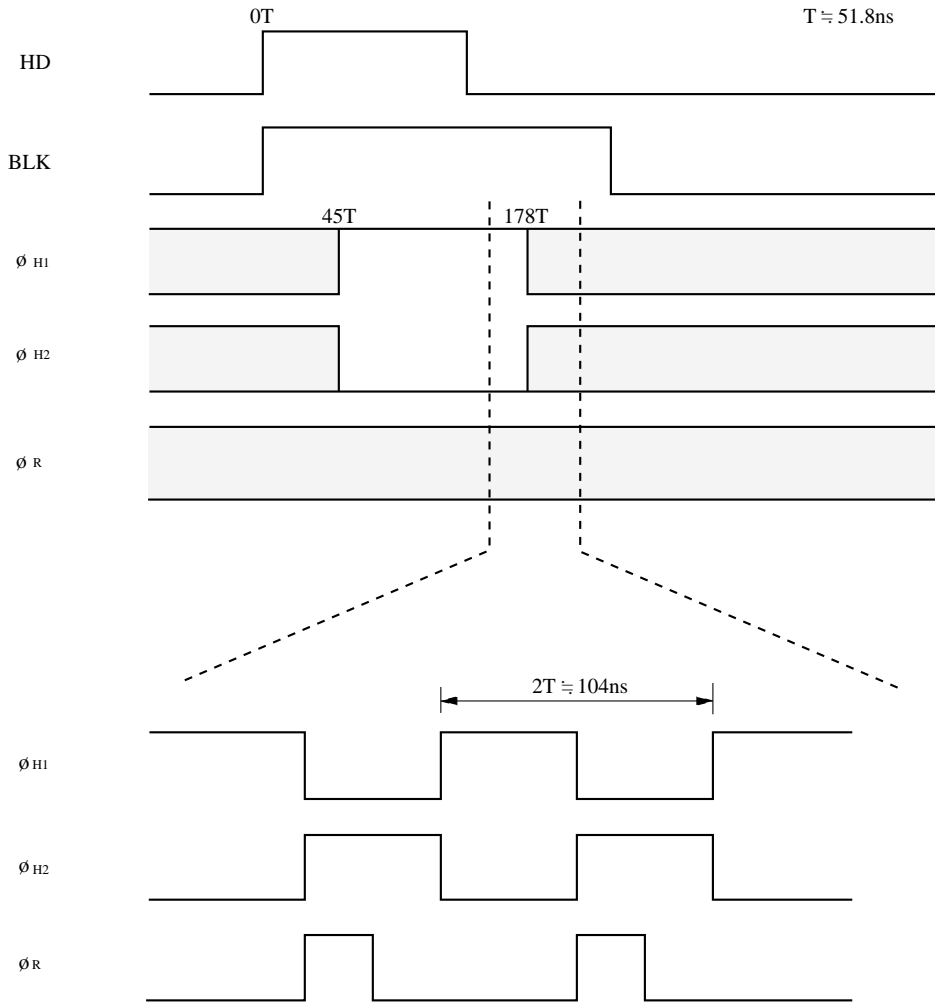 0T T ≒ 51.8ns
HD
BLK
45T 178T
ø H1
ø H2
ø R
2T ≒ 104ns
ø H1
ø H2
ø R